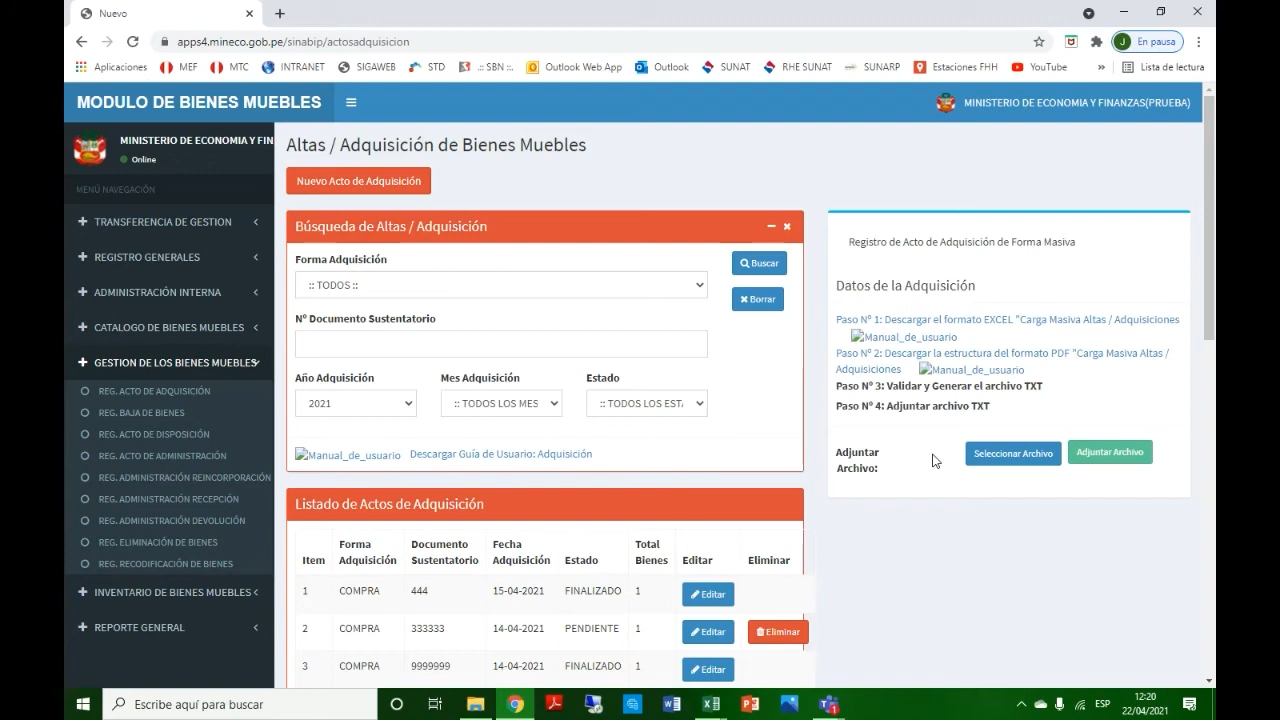 Nuevo
apps4.mineco.gob.pe/sinabip/actosadquisicion
J En pausa
Aplicaciones MEF MTC INTRANET SIGAWEB STD .:: SBN ::. Outlook Web App Outlook SUNAT RHE SUNAT SUNARP Estaciones FHH YouTube » Lista de lectura
MODULO DE BIENES MUEBLES
MINISTERIO DE ECONOMIA Y FINANZAS(PRUEBA)
MINISTERIO DE ECONOMIA Y FIN
Online
MENÚ NAVEGACIÓN
TRANSFERENCIA DE GESTION
REGISTRO GENERALES
ADMINISTRACIÓN INTERNA
CATALOGO DE BIENES MUEBLES
GESTION DE LOS BIENES MUEBLES
REG. ACTO DE ADQUISICIÓN
REG. BAJA DE BIENES
REG. ACTO DE DISPOSICIÓN
REG. ACTO DE ADMINISTRACIÓN
REG. ADMINISTRACIÓN REINCORPORACIÓN
REG. ADMINISTRACIÓN RECEPCIÓN
REG. ADMINISTRACIÓN DEVOLUCIÓN
REG. ELIMINACIÓN DE BIENES
REG. RECODIFICACIÓN DE BIENES
INVENTARIO DE BIENES MUEBLES
REPORTE GENERAL
Altas / Adquisición de Bienes Muebles
Nuevo Acto de Adquisición
Búsqueda de Altas / Adquisición
Forma Adquisición
:: TODOS ::
Buscar
Borrar
Nº Documento Sustentatorio
Año Adquisición Mes Adquisición Estado
2021 :: TODOS LOS MES :: TODOS LOS EST
Manual_de_usuario Descargar Guía de Usuario: Adquisición
Listado de Actos de Adquisición
Item Forma Adquisición Documento Sustentatorio Fecha Adquisición Estado Total Bienes Editar Eliminar
1 COMPRA 444 15-04-2021 FINALIZADO 1 Editar
2 COMPRA 333333 14-04-2021 PENDIENTE 1 Editar Eliminar
3 COMPRA 9999999 14-04-2021 FINALIZADO 1 Editar
Registro de Acto de Adquisición de Forma Masiva
Datos de la Adquisición
Paso Nº 1: Descargar el formato EXCEL "Carga Masiva Altas / Adquisiciones
Manual_de_usuario
Paso Nº 2: Descargar la estructura del formato PDF "Carga Masiva Altas /
Adquisiciones Manual_de_usuario
Paso Nº 3: Validar y Generar el archivo TXT
Paso Nº 4: Adjuntar archivo TXT
Adjuntar
Archivo:
Seleccionar Archivo Adjuntar Archivo
Escribe aquí para buscar
ESP
12:20
22/04/2021